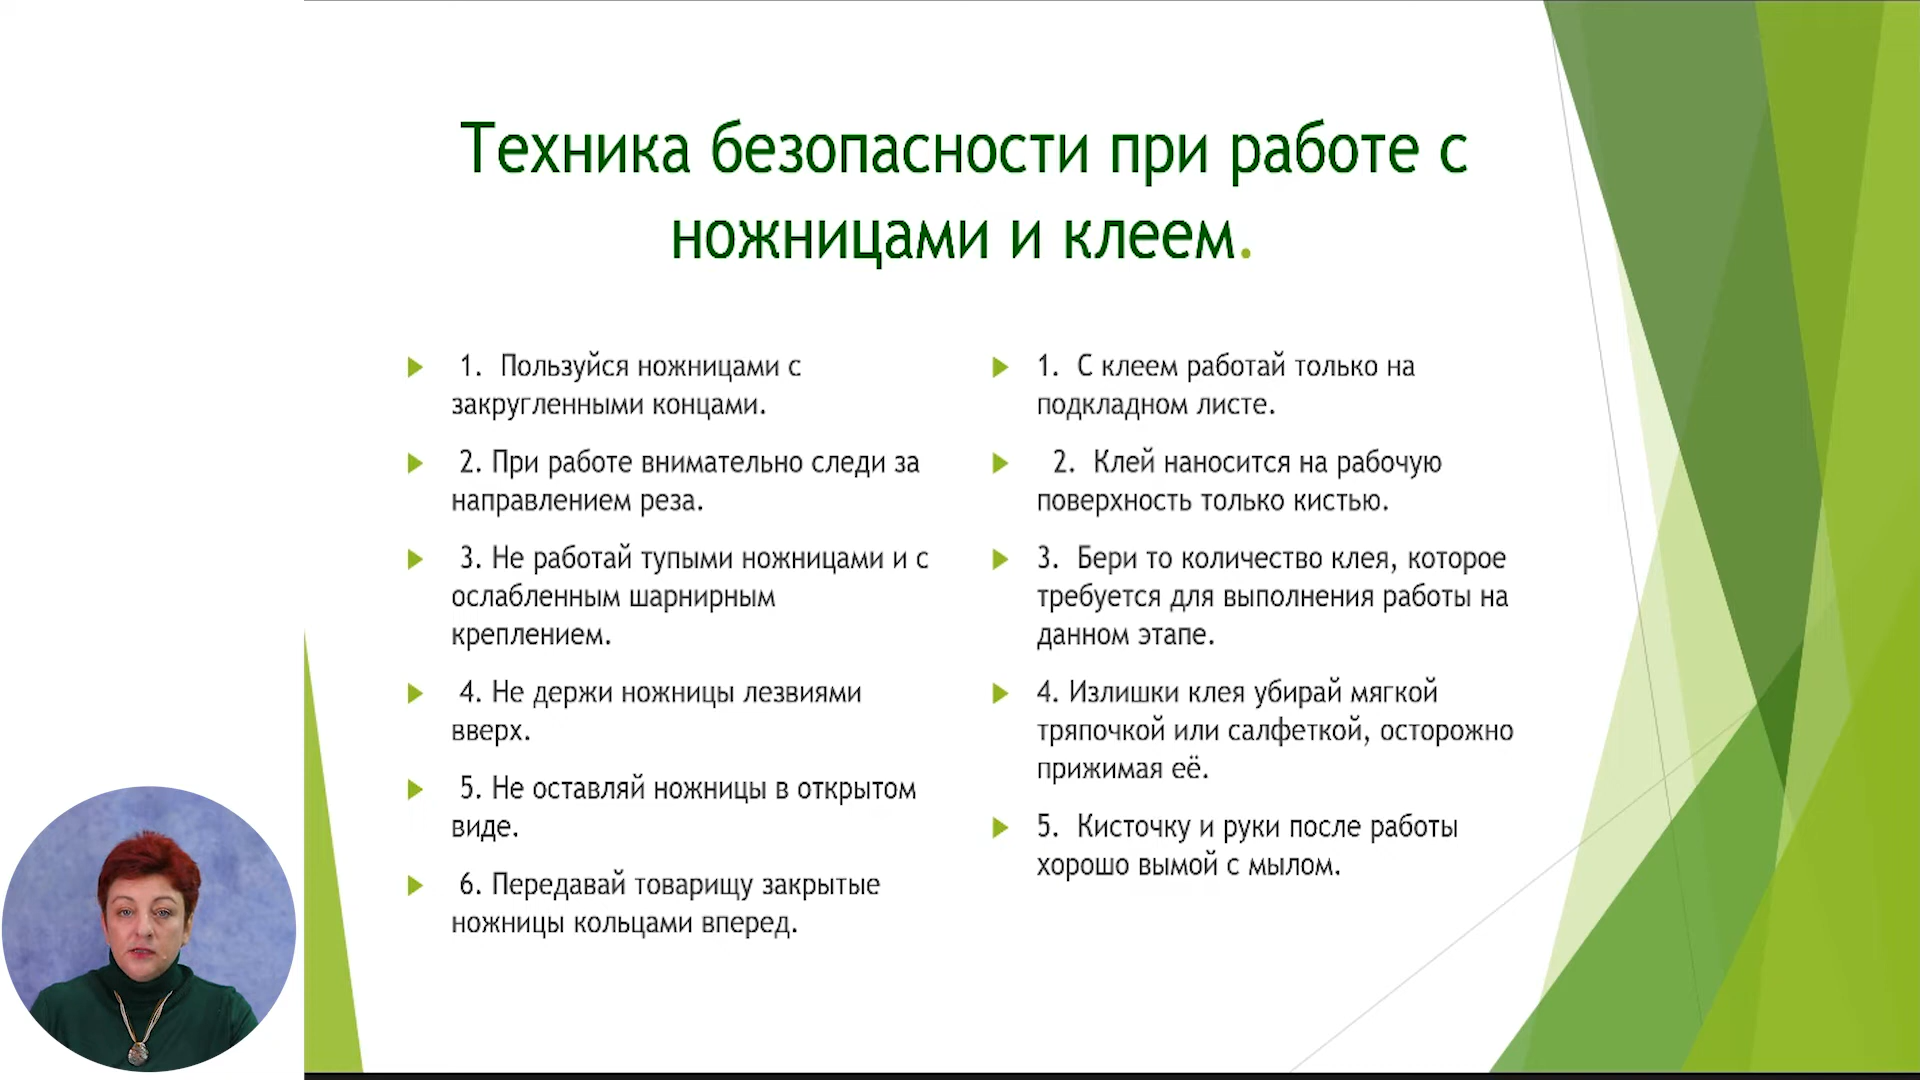 Техника безопасности при работе с
ножницами и клеем.
1. Пользуйся ножницами с
закругленными концами.
2. При работе внимательно следи за
направлением реза.
3. Не работай тупыми ножницами и с
ослабленным шарнирным
креплением.
4. Не держи ножницы лезвиями
вверх.
5. Не оставляй ножницы в открытом
виде.
6. Передавай товарищу закрытые
ножницы кольцами вперед.
1. С клеем работай только на
подкладном листе.
2. Клей наносится на рабочую
поверхность только кистью.
3. Бери то количество клея, которое
требуется для выполнения работы на
данном этапе.
4. Излишки клея убирай мягкой
тряпочкой или салфеткой, осторожно
прижимая её.
5. Кисточку и руки после работы
хорошо вымой с мылом.